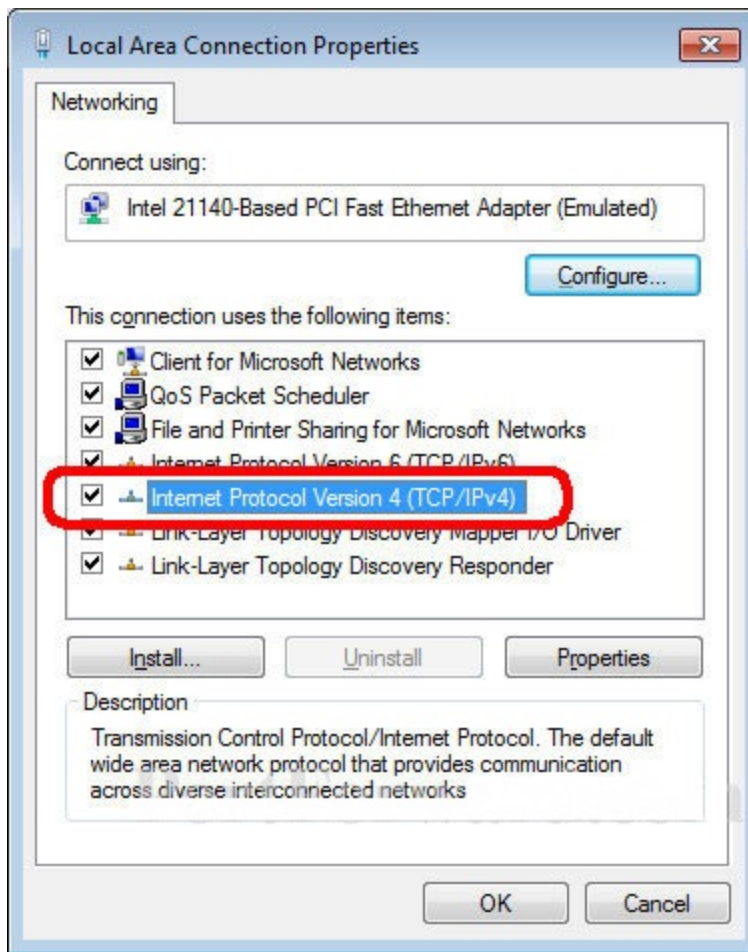 Local Area Connection Properties
Networking
Connect using:
Intel 21140-Based PCI Fast Ethernet Adapter (Emulated)
Configure...
This connection uses the following items:
Client for Microsoft Networks
QoS Packet Scheduler
File and Printer Sharing for Microsoft Networks
Internet Protocol Version 6 (TCP/IPv6)
Internet Protocol Version 4 (TCP/IPv4)
Link-Layer Topology Discovery Mapper I/O Driver
Link-Layer Topology Discovery Responder
Install...
Uninstall
Properties
Description
Transmission Control Protocol/Internet Protocol. The default
wide area network protocol that provides communication
across diverse interconnected networks
OK
Cancel